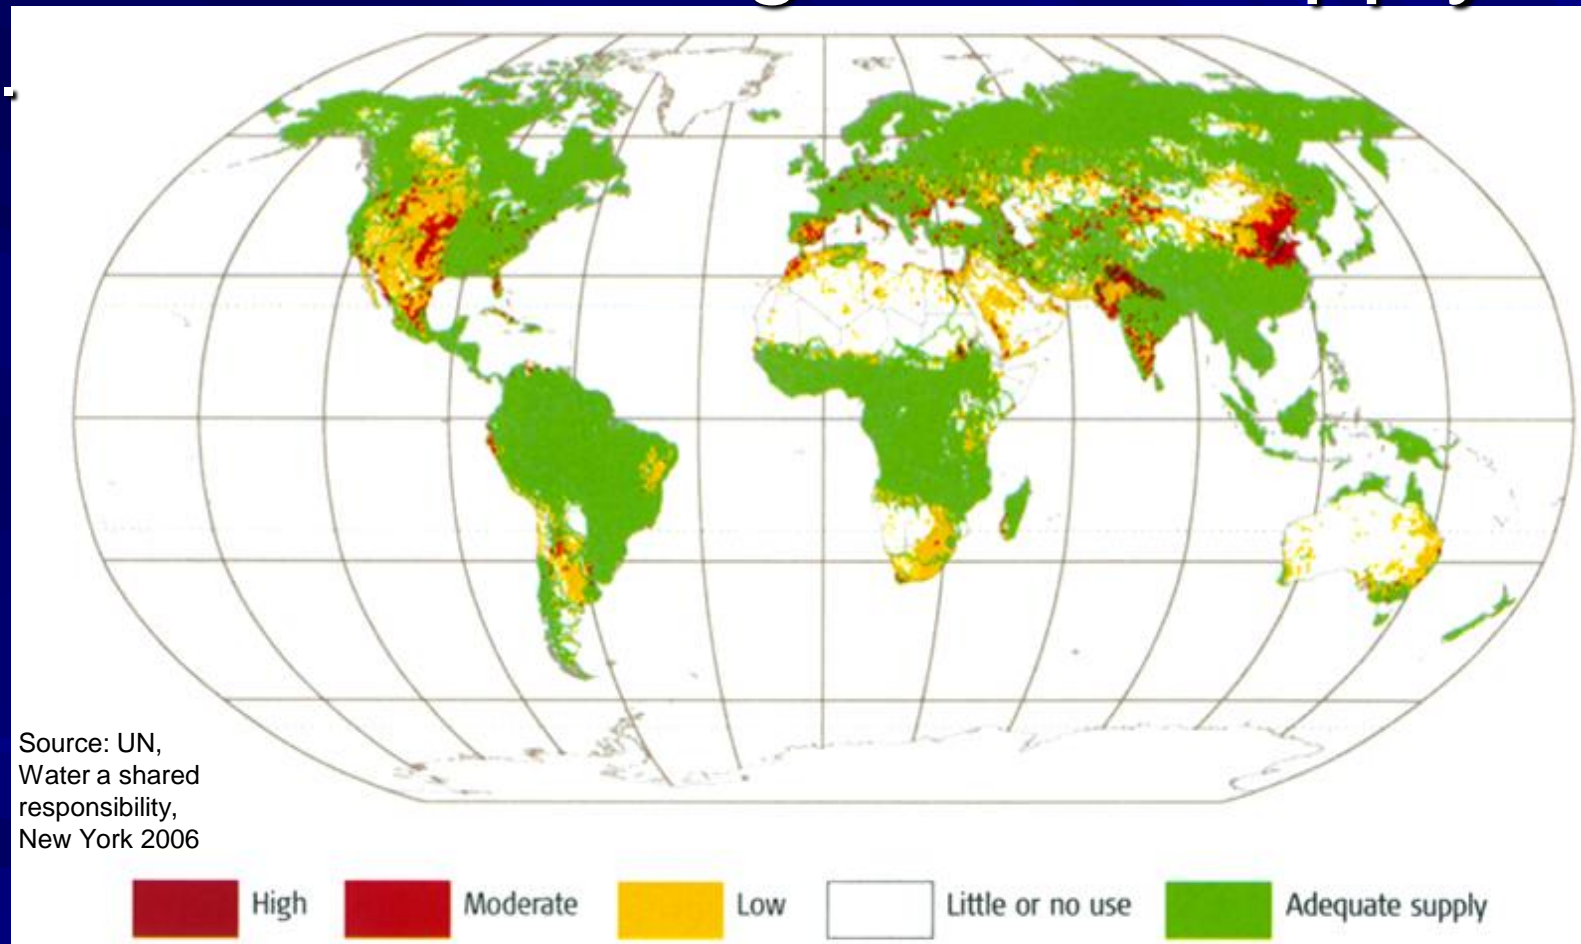 Source: UN,
Water a shared
responsibility,
New York 2006
High Moderate Low Little or no use Adequate supply